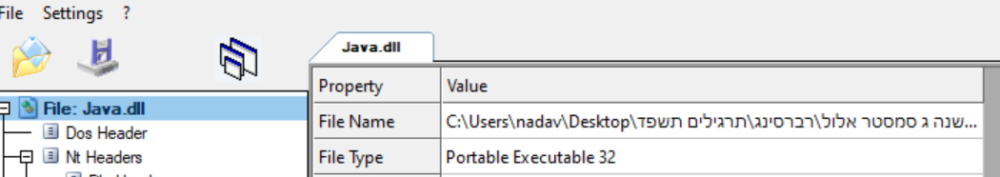 File Settings ?
Java.dll
Property Value
File: Java.dll
File Name C:\Users\nadav\Desktop\שנה ג סמסטר אלול\רברסינג\תרגילים תשפד...
Dos Header
File Type Portable Executable 32
Nt Headers